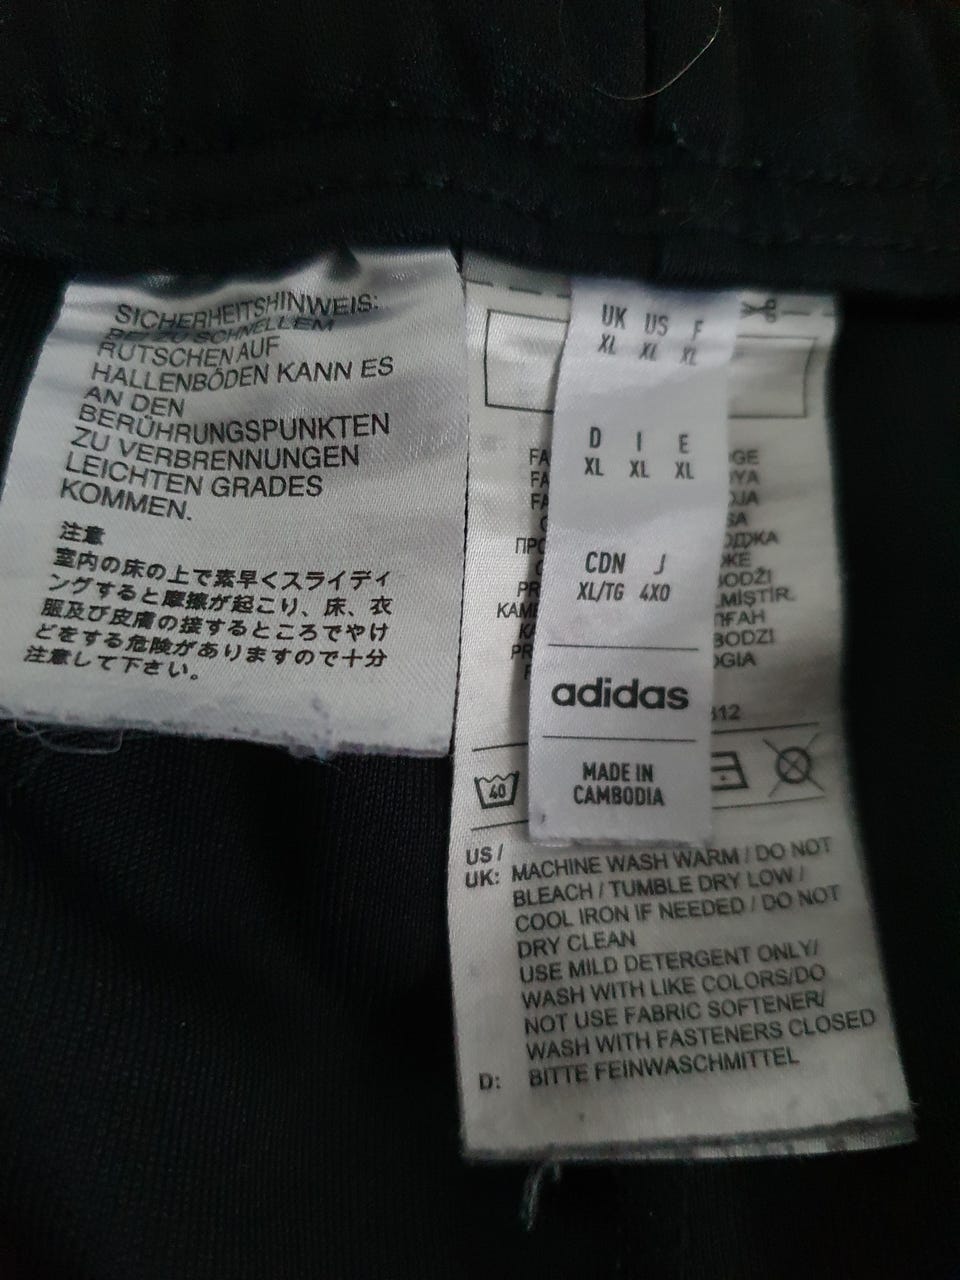 SICHERHEITSHINWEIS:
BEI ZU SCHNELLEM
RUTSCHEN AUF
HALLENBÖDEN KANN ES
AN DEN
BERÜHRUNGSPUNKTEN
ZU VERBRENNUNGEN
LEICHTEN GRADES
KOMMEN.
注意
室内の床の上で素早くスライディ
ングすると摩擦が起こり、床、衣
服及び皮膚の接するところでやけ
どをする危険がありますので十分
注意して下さい。
UK US F
XL XL XL
D I E
XL XL XL
CDN J
XL/TG 4XO
adidas
MADE IN
CAMBODIA
40
US /
UK: MACHINE WASH WARM / DO NOT
BLEACH / TUMBLE DRY LOW /
COOL IRON IF NEEDED / DO NOT
DRY CLEAN
USE MILD DETERGENT ONLY/
WASH WITH LIKE COLORS/DO
NOT USE FABRIC SOFTENER/
WASH WITH FASTENERS CLOSED
D: BITTE FEINWASCHMITTEL